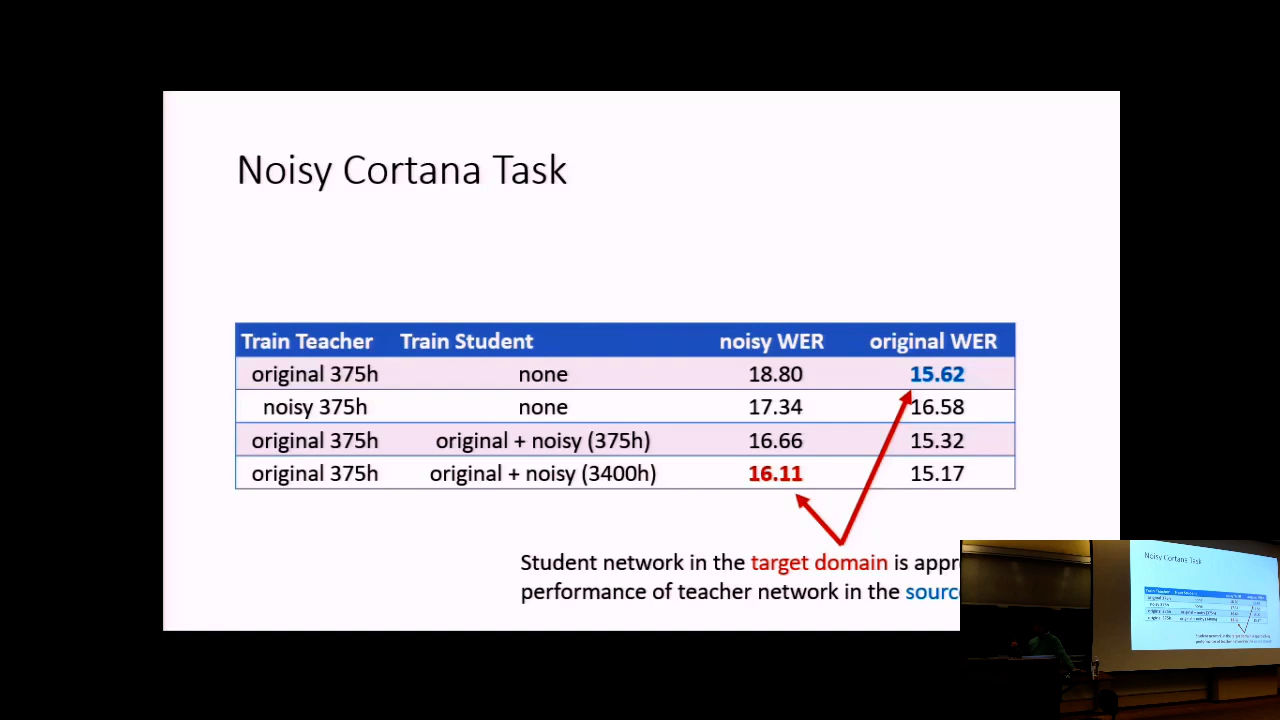 Noisy Cortana Task
Train Teacher Train Student noisy WER original WER
original 375h none 18.80 15.62
noisy 375h none 17.34 16.58
original 375h original + noisy (375h) 16.66 15.32
original 375h original + noisy (3400h) 16.11 15.17
Student network in the target domain is appr
performance of teacher network in the sourc
Noisy Cortana Task